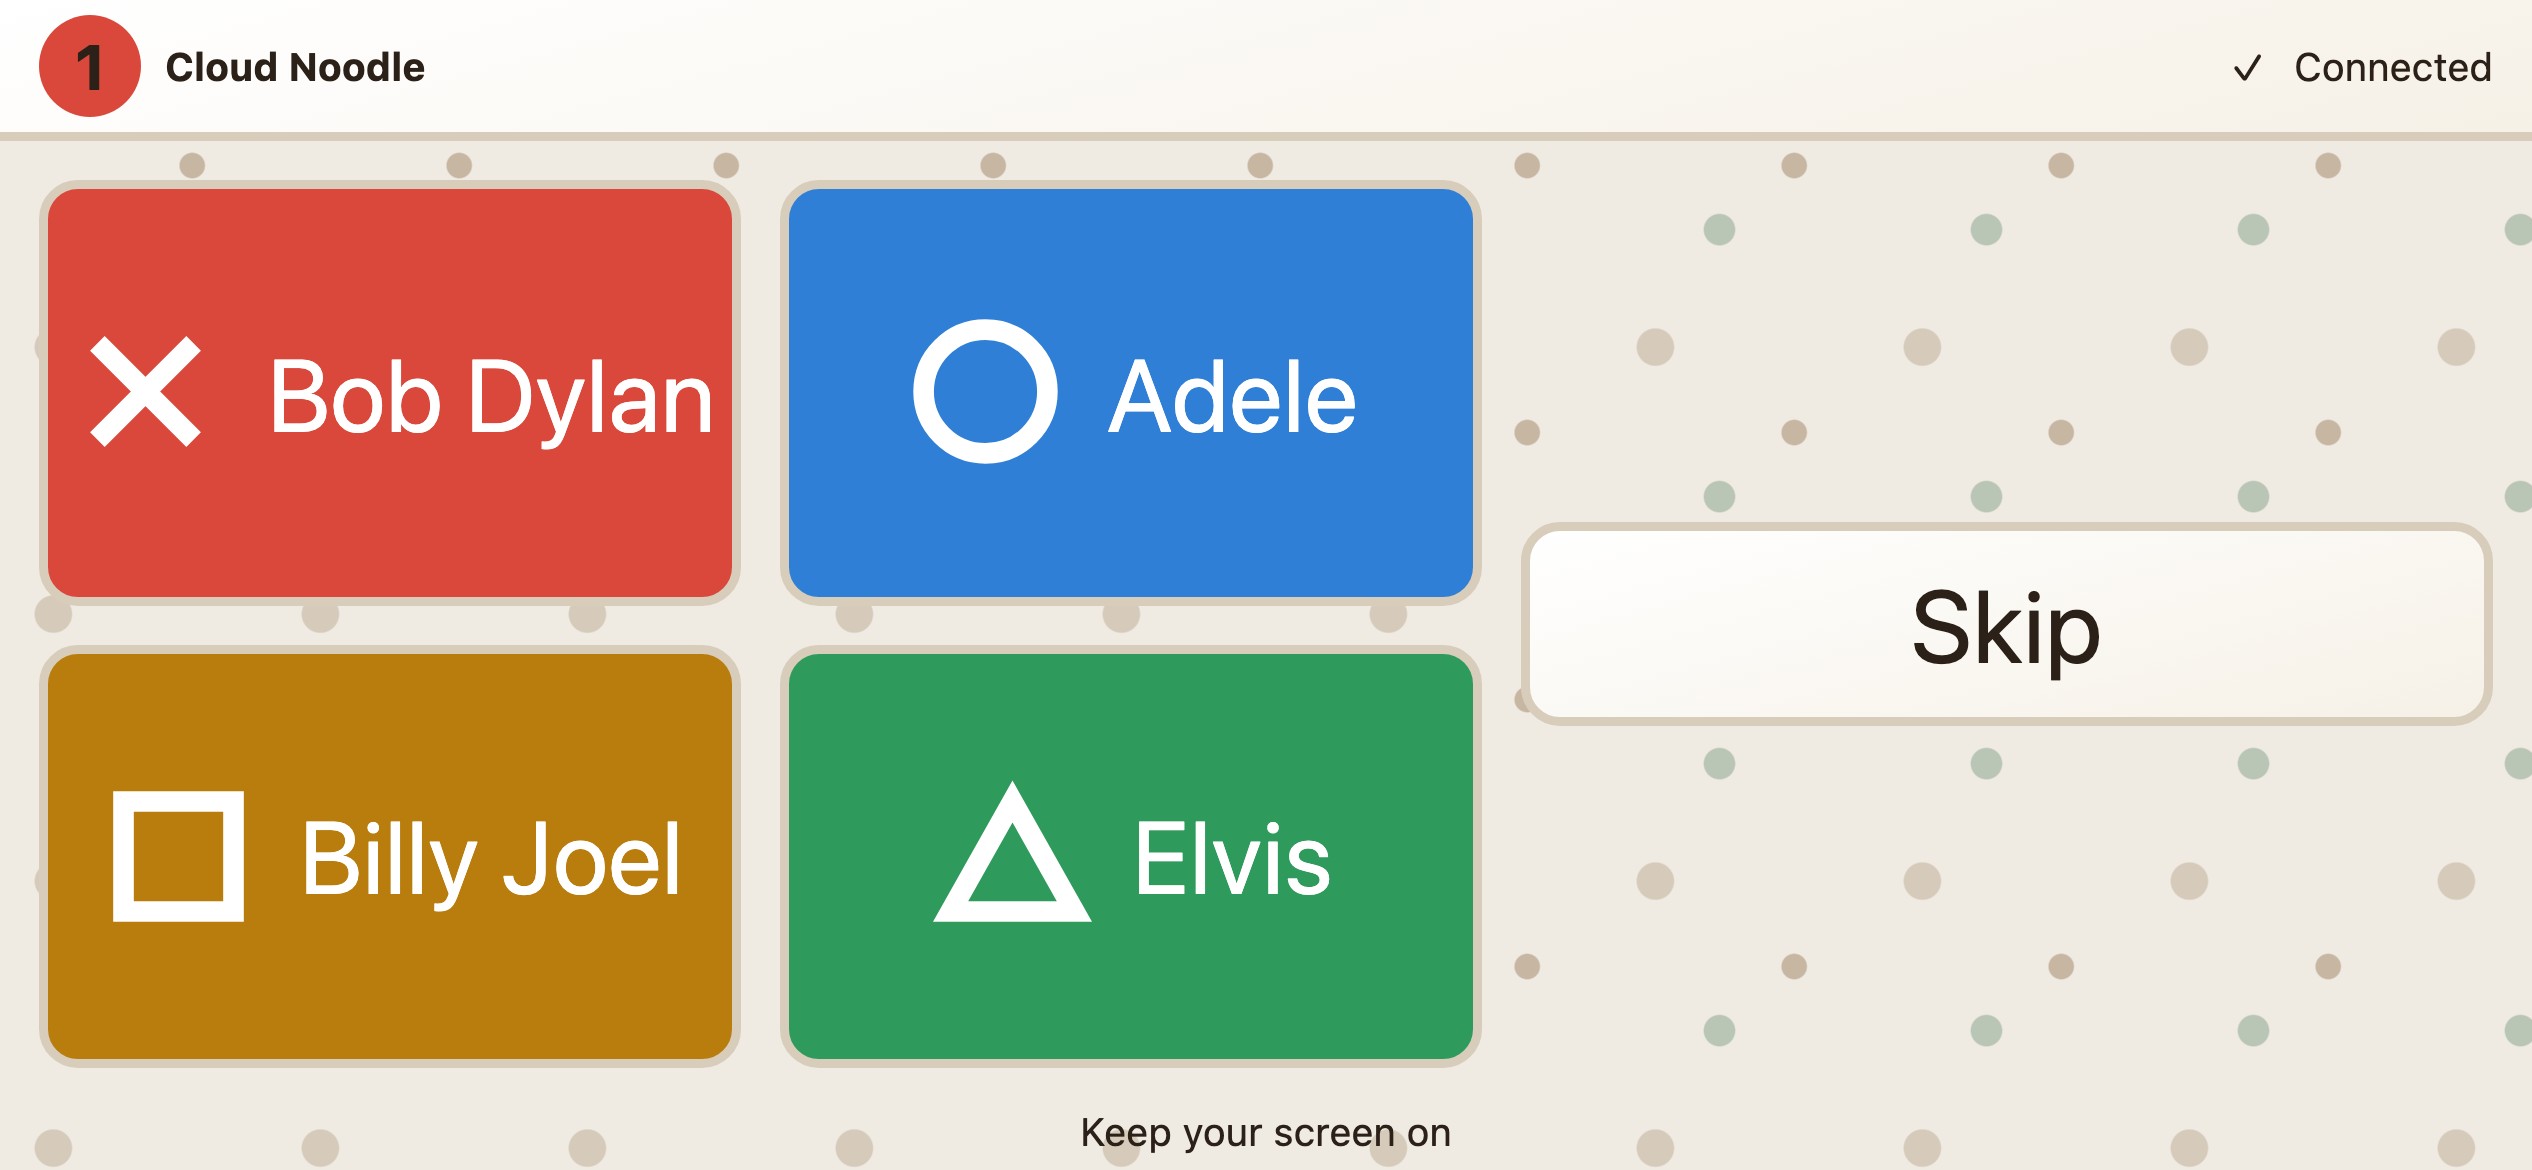 1 Cloud Noodle
Connected
Bob Dylan
Adele
Billy Joel
Elvis
Skip
Keep your screen on